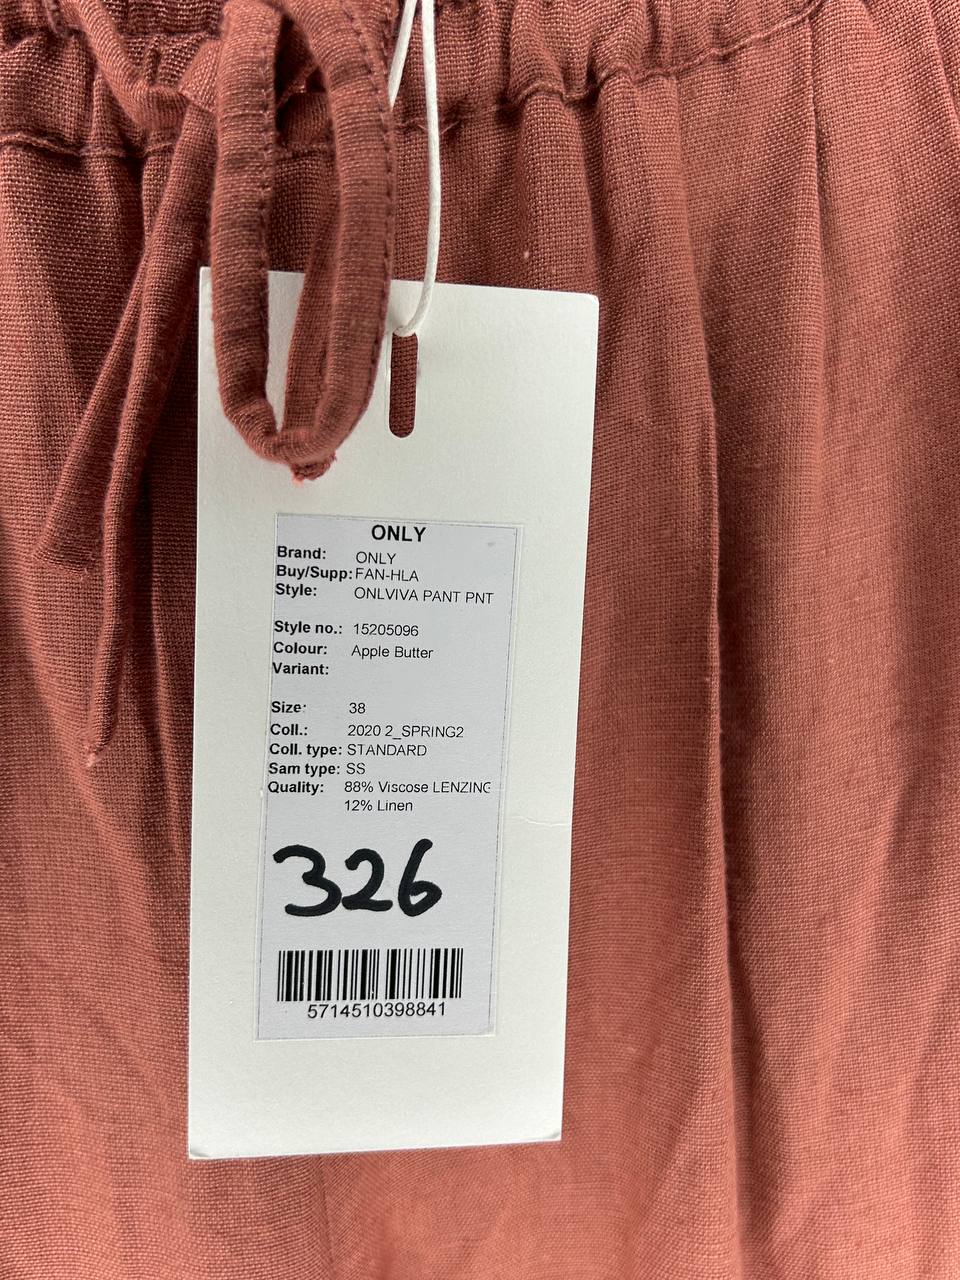 ONLY
Brand: ONLY
Buy/Supp: FAN-HLA
Style: ONLVIVA PANT PNT
Style no.: 15205096
Colour: Apple Butter
Variant:
Size: 38
Coll.: 2020 2_SPRING2
Coll. type: STANDARD
Sam type: SS
Quality: 88% Viscose LENZING
12% Linen
326
5714510398841